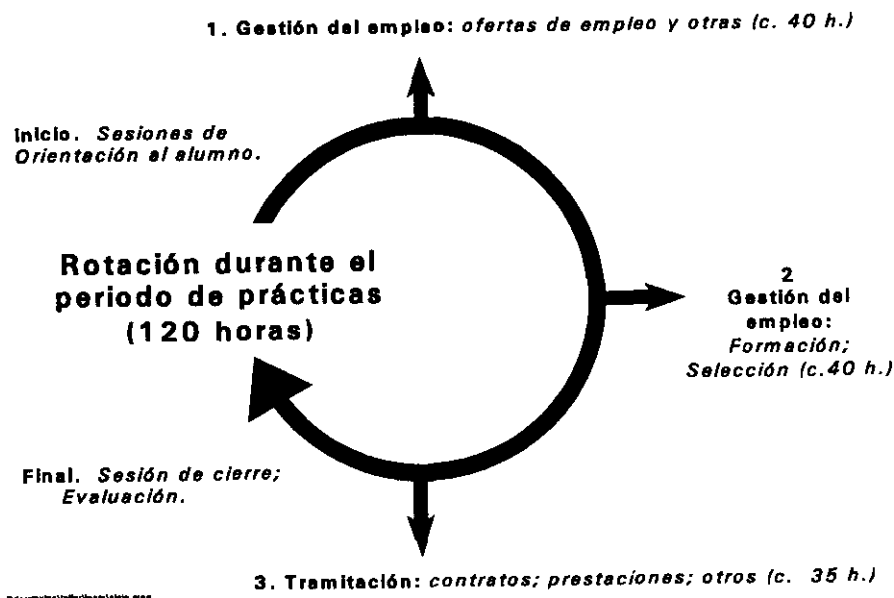 1. Gestión del empleo: ofertas de empleo y otras (c. 40 h.)
Inicio. Sesiones de
Orientación al alumno.
Rotación durante el
periodo de prácticas
(120 horas)
2
Gestión del
empleo:
Formación;
Selección (c.40 h.)
Final. Sesión de cierre;
Evaluación.
3. Tramitación: contratos; prestaciones; otros (c. 35 h.)